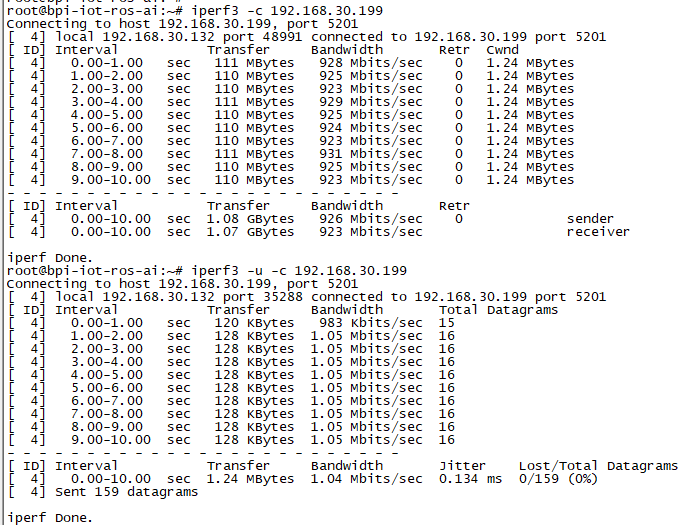 root@bpi-iot-ros-ai:~# iperf3 -c 192.168.30.199
Connecting to host 192.168.30.199, port 5201
[  4] local 192.168.30.132 port 48991 connected to 192.168.30.199 port 5201
[ ID] Interval           Transfer     Bandwidth       Retr  Cwnd
[  4]   0.00-1.00   sec   111 MBytes   928 Mbits/sec    0   1.24 MBytes
[  4]   1.00-2.00   sec   110 MBytes   925 Mbits/sec    0   1.24 MBytes
[  4]   2.00-3.00   sec   110 MBytes   923 Mbits/sec    0   1.24 MBytes
[  4]   3.00-4.00   sec   111 MBytes   929 Mbits/sec    0   1.24 MBytes
[  4]   4.00-5.00   sec   110 MBytes   925 Mbits/sec    0   1.24 MBytes
[  4]   5.00-6.00   sec   110 MBytes   924 Mbits/sec    0   1.24 MBytes
[  4]   6.00-7.00   sec   110 MBytes   923 Mbits/sec    0   1.24 MBytes
[  4]   7.00-8.00   sec   111 MBytes   931 Mbits/sec    0   1.24 MBytes
[  4]   8.00-9.00   sec   110 MBytes   925 Mbits/sec    0   1.24 MBytes
[  4]   9.00-10.00  sec   110 MBytes   923 Mbits/sec    0   1.24 MBytes
- - - - - - - - - - - - - - - - - - - - - - - - -
[ ID] Interval           Transfer     Bandwidth       Retr
[  4]   0.00-10.00  sec  1.08 GBytes   926 Mbits/sec    0             sender
[  4]   0.00-10.00  sec  1.07 GBytes   923 Mbits/sec                  receiver
iperf Done.
root@bpi-iot-ros-ai:~# iperf3 -u -c 192.168.30.199
Connecting to host 192.168.30.199, port 5201
[  4] local 192.168.30.132 port 35288 connected to 192.168.30.199 port 5201
[ ID] Interval           Transfer     Bandwidth       Total Datagrams
[  4]   0.00-1.00   sec   120 KBytes   983 Kbits/sec  15
[  4]   1.00-2.00   sec   128 KBytes  1.05 Mbits/sec  16
[  4]   2.00-3.00   sec   128 KBytes  1.05 Mbits/sec  16
[  4]   3.00-4.00   sec   128 KBytes  1.05 Mbits/sec  16
[  4]   4.00-5.00   sec   128 KBytes  1.05 Mbits/sec  16
[  4]   5.00-6.00   sec   128 KBytes  1.05 Mbits/sec  16
[  4]   6.00-7.00   sec   128 KBytes  1.05 Mbits/sec  16
[  4]   7.00-8.00   sec   128 KBytes  1.05 Mbits/sec  16
[  4]   8.00-9.00   sec   128 KBytes  1.05 Mbits/sec  16
[  4]   9.00-10.00  sec   128 KBytes  1.05 Mbits/sec  16
- - - - - - - - - - - - - - - - - - - - - - - - -
[ ID] Interval           Transfer     Bandwidth       Jitter    Lost/Total Datagrams
[  4]   0.00-10.00  sec  1.24 MBytes  1.04 Mbits/sec  0.134 ms  0/159 (0%)
[  4] Sent 159 datagrams
iperf Done.